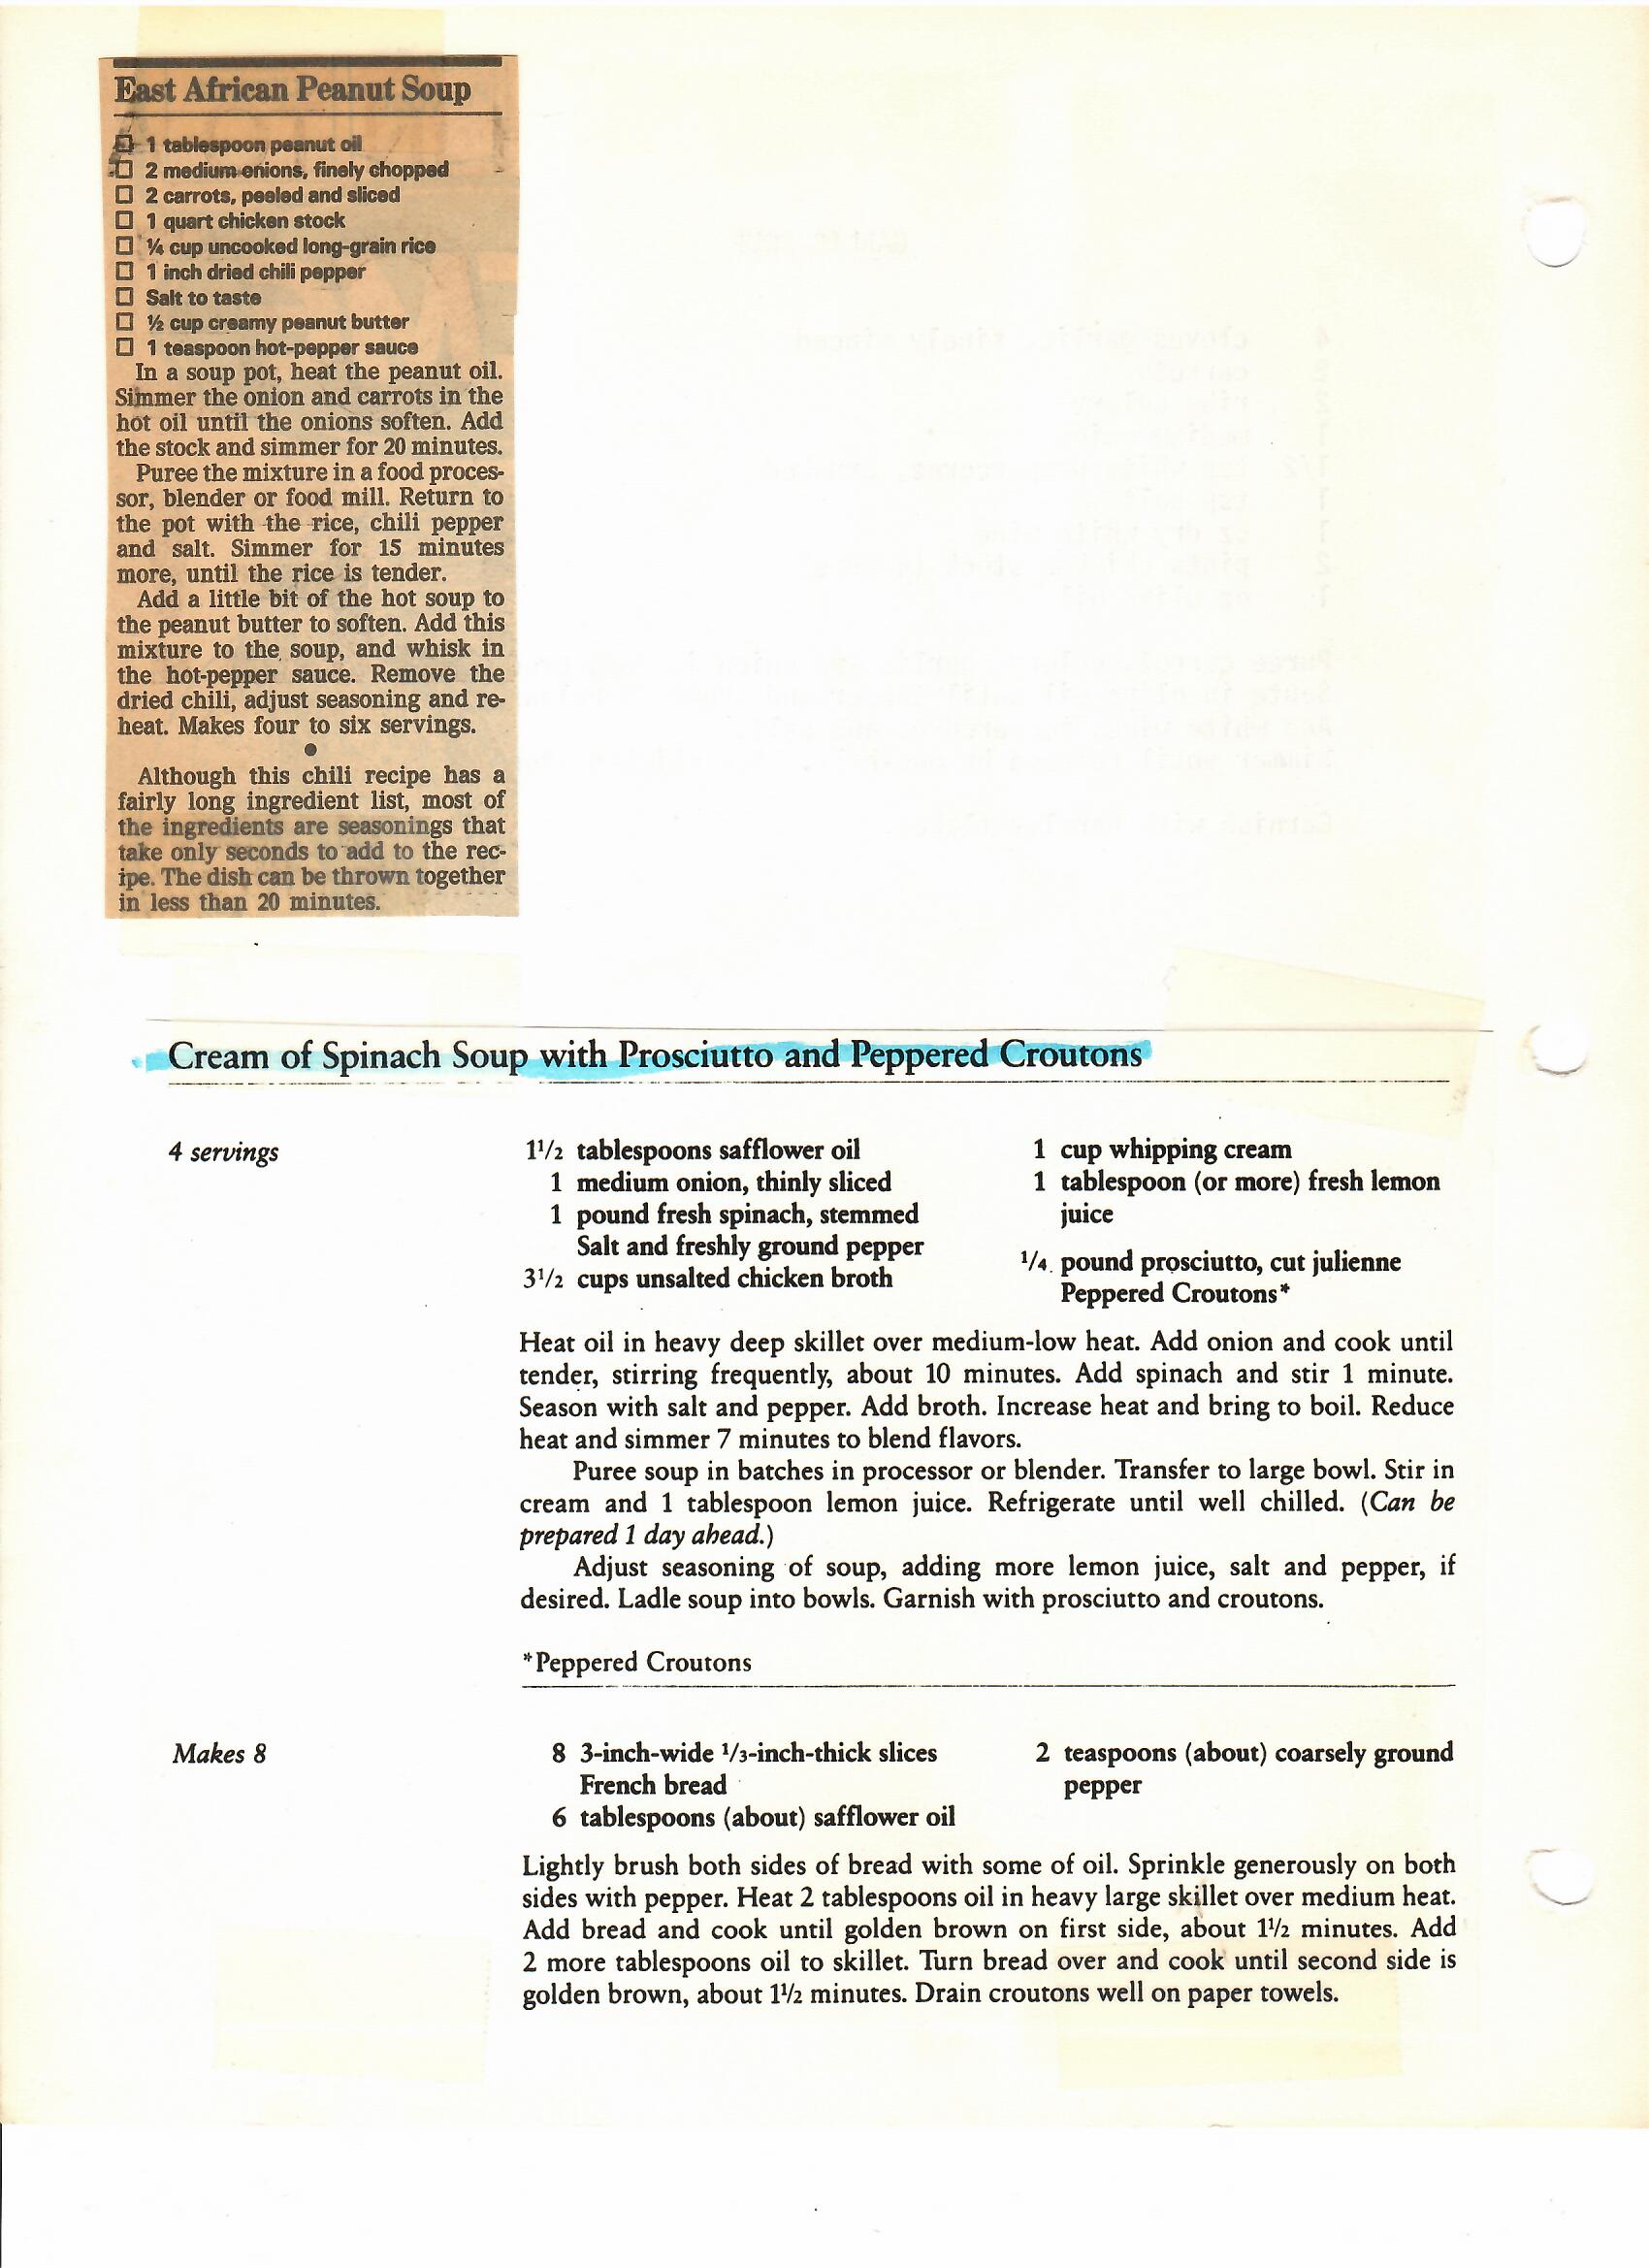 East African Peanut Soup
☐ 1 tablespoon peanut oil
☐ 2 medium onions, finely chopped
☐ 2 carrots, peeled and sliced
☐ 1 quart chicken stock
☐ ¼ cup uncooked long-grain rice
☐ 1 inch dried chili pepper
☐ Salt to taste
☐ ½ cup creamy peanut butter
☐ 1 teaspoon hot-pepper sauce
In a soup pot, heat the peanut oil.
Simmer the onion and carrots in the
hot oil until the onions soften. Add
the stock and simmer for 20 minutes.
Puree the mixture in a food proces-
sor, blender or food mill. Return to
the pot with the rice, chili pepper
and salt. Simmer for 15 minutes
more, until the rice is tender.
Add a little bit of the hot soup to
the peanut butter to soften. Add this
mixture to the soup, and whisk in
the hot-pepper sauce. Remove the
dried chili, adjust seasoning and re-
heat. Makes four to six servings.
●
Although this chili recipe has a
fairly long ingredient list, most of
the ingredients are seasonings that
take only seconds to add to the rec-
ipe. The dish can be thrown together
in less than 20 minutes.
Cream of Spinach Soup with Prosciutto and Peppered Croutons
4 servings
1½ tablespoons safflower oil
1 medium onion, thinly sliced
1 pound fresh spinach, stemmed
Salt and freshly ground pepper
3½ cups unsalted chicken broth
1 cup whipping cream
1 tablespoon (or more) fresh lemon
juice
¼ pound prosciutto, cut julienne
Peppered Croutons*
Heat oil in heavy deep skillet over medium-low heat. Add onion and cook until
tender, stirring frequently, about 10 minutes. Add spinach and stir 1 minute.
Season with salt and pepper. Add broth. Increase heat and bring to boil. Reduce
heat and simmer 7 minutes to blend flavors.
Puree soup in batches in processor or blender. Transfer to large bowl. Stir in
cream and 1 tablespoon lemon juice. Refrigerate until well chilled. (Can be
prepared 1 day ahead.)
Adjust seasoning of soup, adding more lemon juice, salt and pepper, if
desired. Ladle soup into bowls. Garnish with prosciutto and croutons.
*Peppered Croutons
Makes 8
8 3-inch-wide ⅓-inch-thick slices
French bread
6 tablespoons (about) safflower oil
2 teaspoons (about) coarsely ground
pepper
Lightly brush both sides of bread with some of oil. Sprinkle generously on both
sides with pepper. Heat 2 tablespoons oil in heavy large skillet over medium heat.
Add bread and cook until golden brown on first side, about 1½ minutes. Add
2 more tablespoons oil to skillet. Turn bread over and cook until second side is
golden brown, about 1½ minutes. Drain croutons well on paper towels.